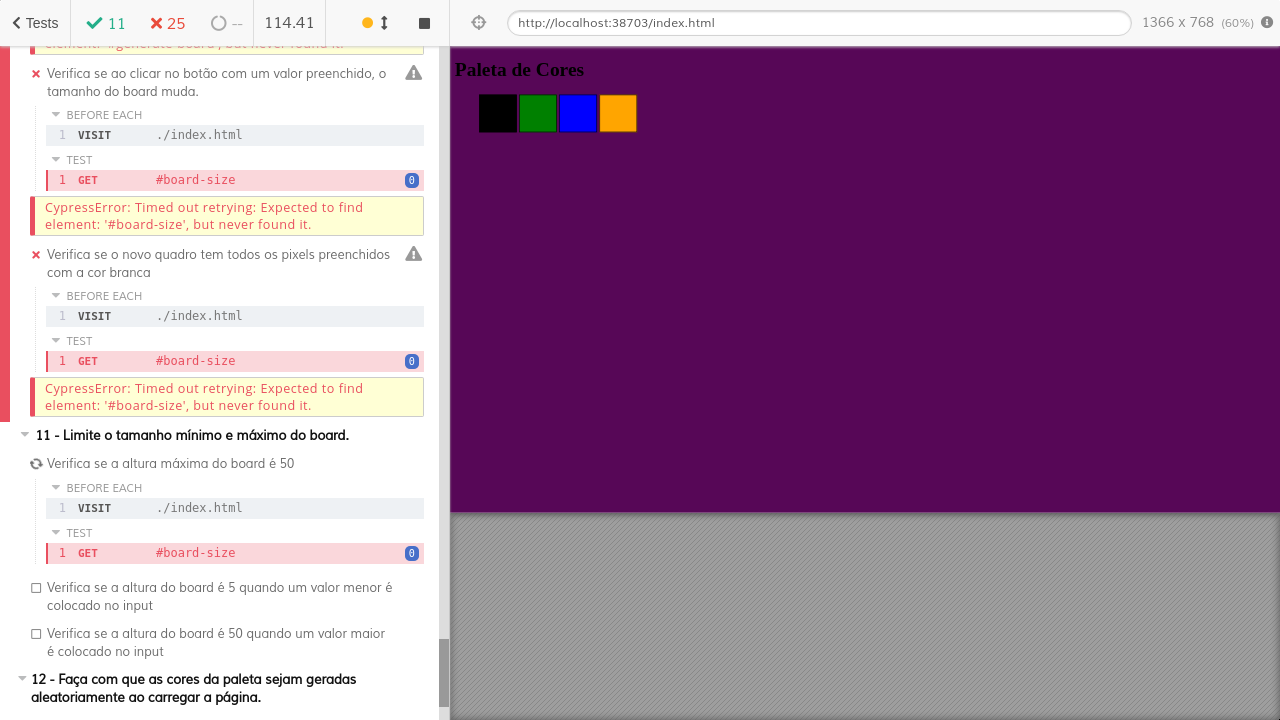 Tests 11 25 -- 114.41 http://localhost:38703/index.html 1366 x 768 (60%)
element: '#generate-board', but never found it.
Verifica se ao clicar no botão com um valor preenchido, o
tamanho do board muda.
BEFORE EACH
1 VISIT ./index.html
TEST
1 GET #board-size 0
CypressError: Timed out retrying: Expected to find
element: '#board-size', but never found it.
Verifica se o novo quadro tem todos os pixels preenchidos
com a cor branca
BEFORE EACH
1 VISIT ./index.html
TEST
1 GET #board-size 0
CypressError: Timed out retrying: Expected to find
element: '#board-size', but never found it.
11 - Limite o tamanho mínimo e máximo do board.
Verifica se a altura máxima do board é 50
BEFORE EACH
1 VISIT ./index.html
TEST
1 GET #board-size 0
Verifica se a altura do board é 5 quando um valor menor é
colocado no input
Verifica se a altura do board é 50 quando um valor maior
é colocado no input
12 - Faça com que as cores da paleta sejam geradas
aleatoriamente ao carregar a página.
Paleta de Cores